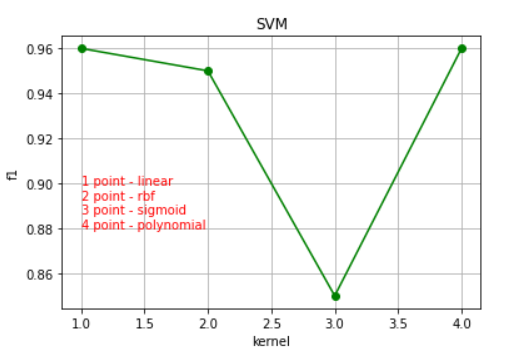 SVM
0.96
0.94
0.92
0.90
0.88
0.86
f1
1 point - linear
2 point - rbf
3 point - sigmoid
4 point - polynomial
1.0 1.5 2.0 2.5 3.0 3.5 4.0
kernel